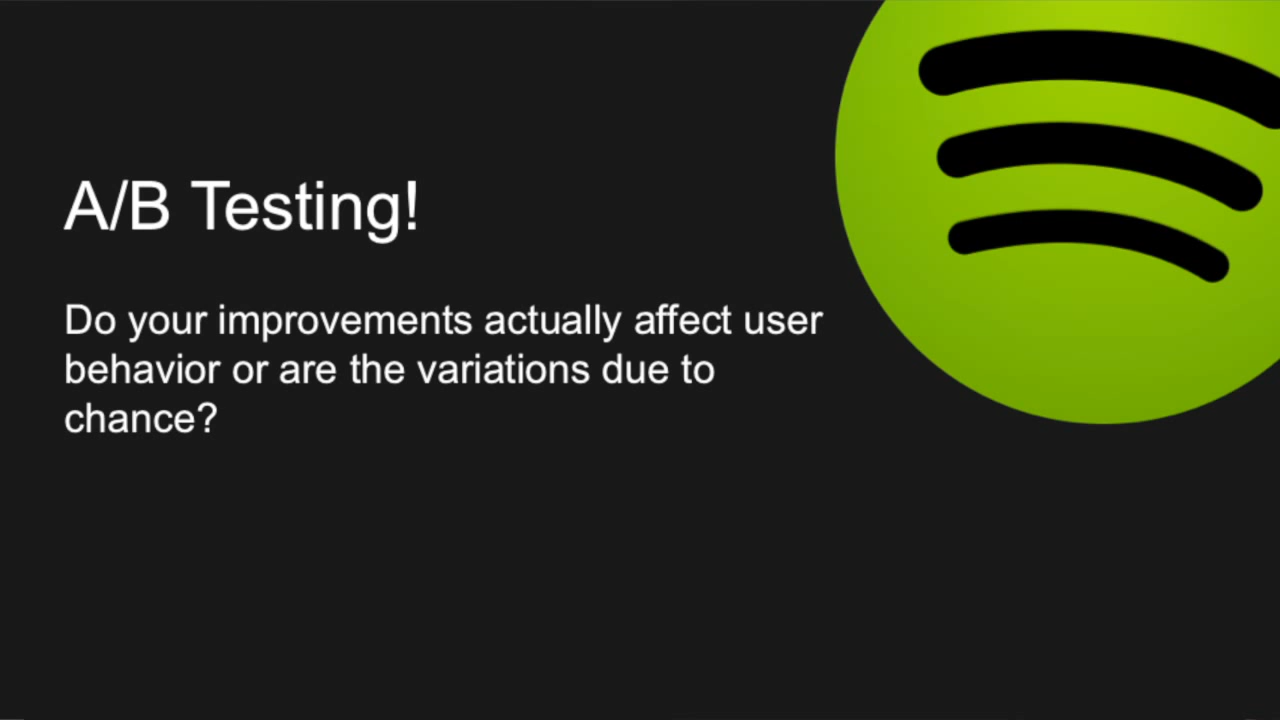 A/B Testing!
Do your improvements actually affect user
behavior or are the variations due to
chance?